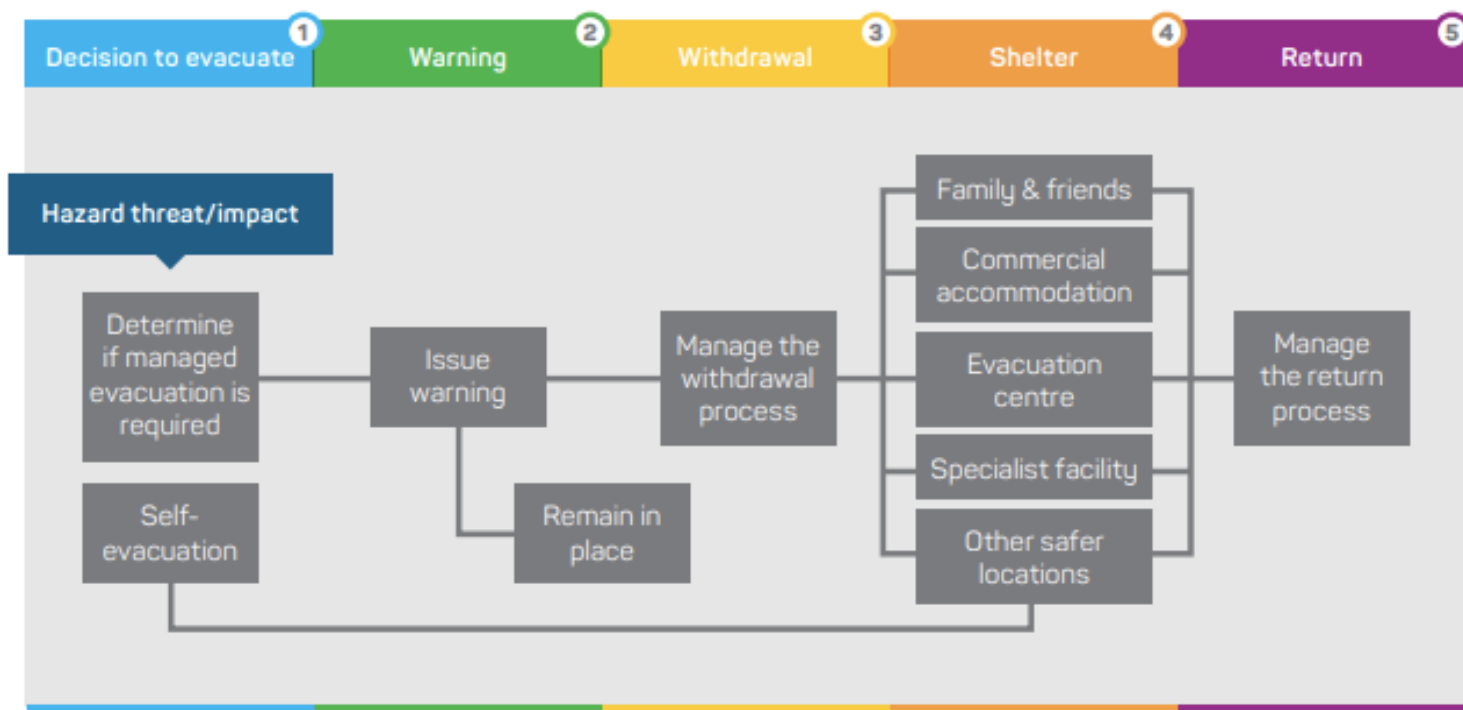 1
2
3
4
5
Decision to evacuate
Warning
Withdrawal
Shelter
Return
Hazard threat/impact
Determine
if managed
evacuation is
required
Self-
evacuation
Issue
warning
Remain in
place
Manage the
withdrawal
process
Family & friends
Commercial
accommodation
Evacuation
centre
Specialist facility
Other safer
locations
Manage
the return
process